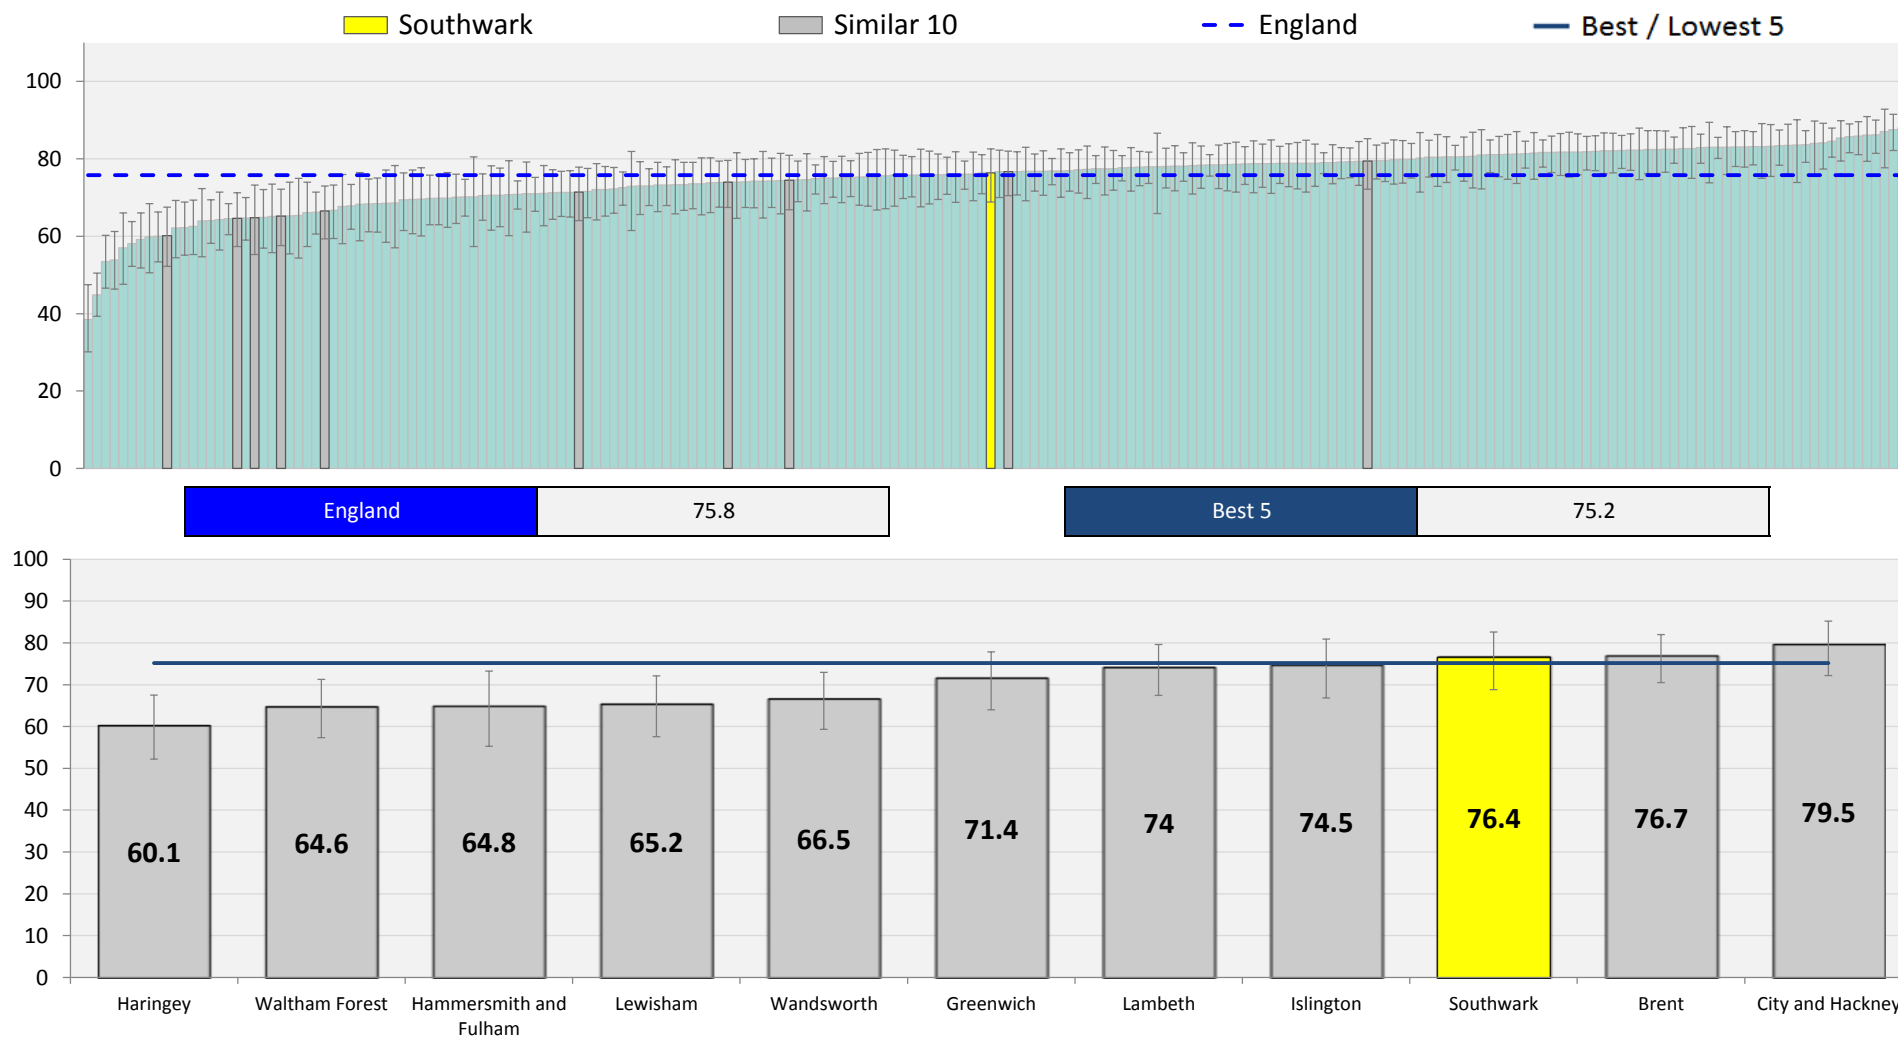 Southwark
Similar 10
England
Best / Lowest 5
100
80
60
40
20
0
England
75.8
Best 5
75.2
100
90
80
70
60
50
40
30
20
10
0
60.1
64.6
64.8
65.2
66.5
71.4
74
74.5
76.4
76.7
79.5
Haringey
Waltham Forest
Hammersmith and
Fulham
Lewisham
Wandsworth
Greenwich
Lambeth
Islington
Southwark
Brent
City and Hackney